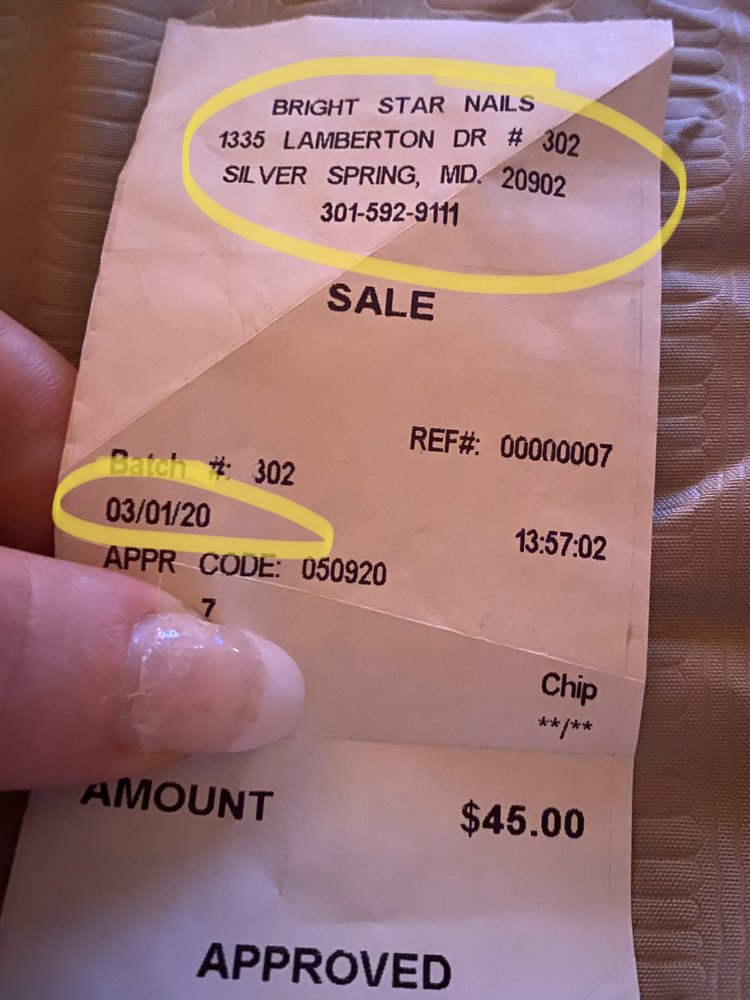 BRIGHT STAR NAILS
1335 LAMBERTON DR # 302
SILVER SPRING, MD. 20902
301-592-9111
SALE
REF#: 00000007
Batch #: 302
03/01/20 13:57:02
APPR CODE: 050920
7
Chip
**/**
AMOUNT $45.00
APPROVED